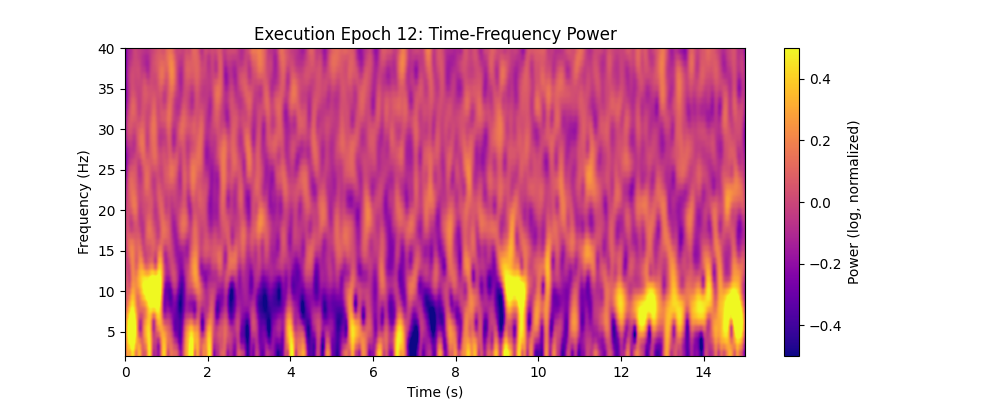 Execution Epoch 12: Time-Frequency Power
40
35
30
25
20
15
10
5
Frequency (Hz)
0 2 4 6 8 10 12 14
Time (s)
0.4
0.2
0.0
−0.2
−0.4
Power (log, normalized)